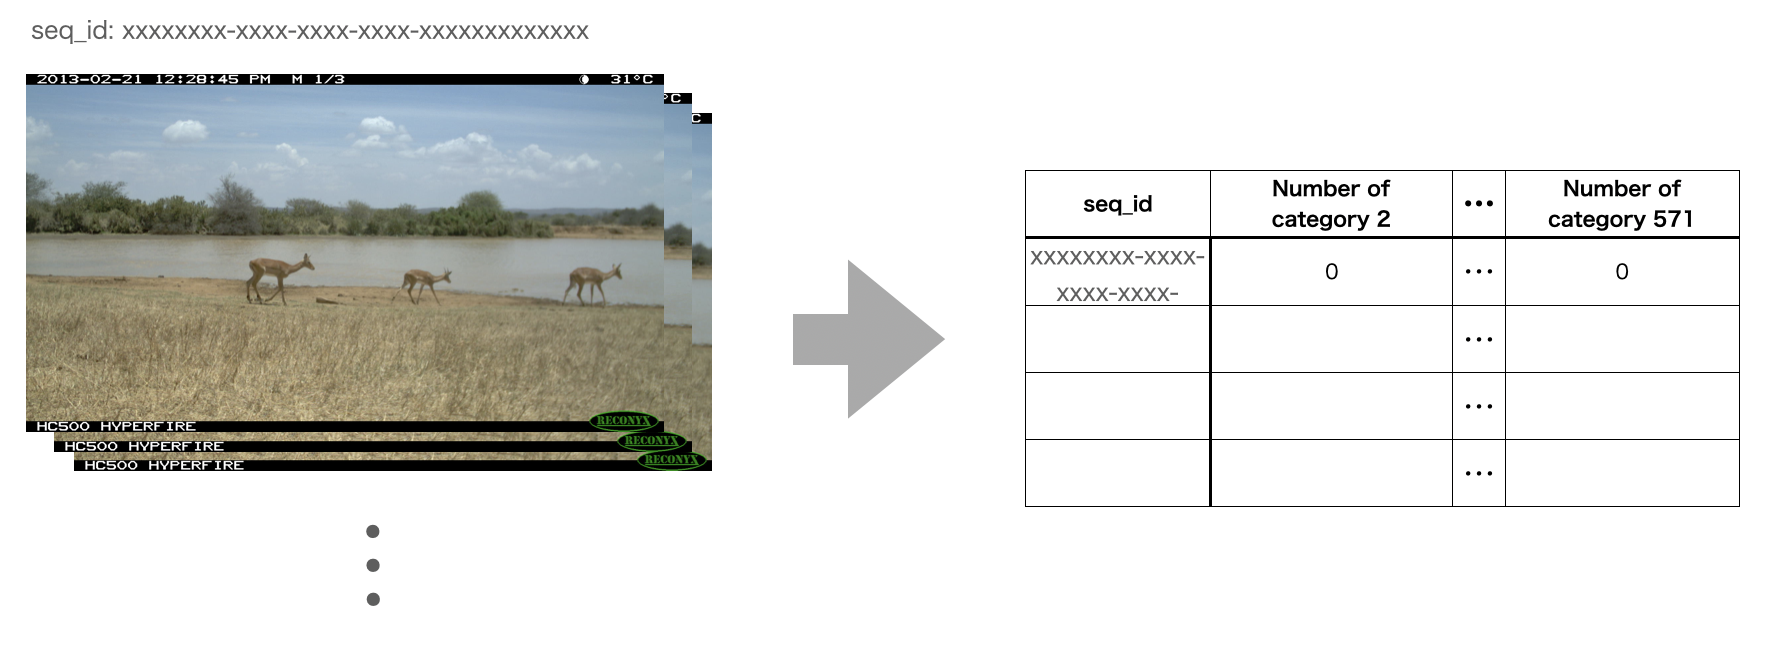 seq_id: xxxxxxxx-xxxx-xxxx-xxxx-xxxxxxxxxxxxx
2013-02-21 12:28:45 PM M 1/3 31°C
°C
C
HC500 HYPERFIRE RECONYX
HC500 HYPERFIRE RECONYX
HC500 HYPERFIRE RECONYX
seq_id
Number of
category 2
•••
Number of
category 571
xxxxxxxx-xxxx-
xxxx-xxxx-
0
•••
0
•••
•••
•••